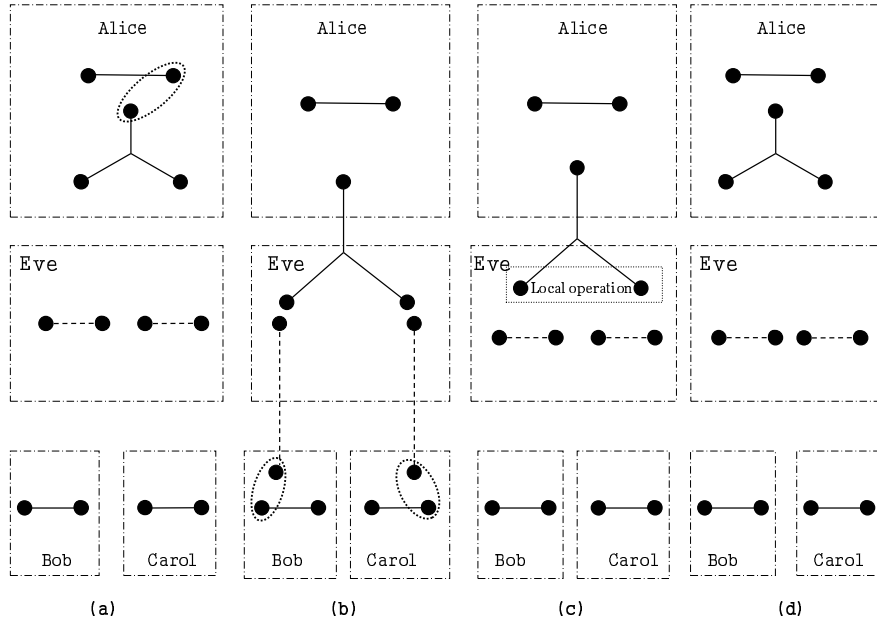 Alice
Alice
Alice
Alice
Eve
Eve
Eve
Eve
Local operation
Bob
Carol
Bob
Carol
Bob
Carol
Bob
Carol
(a)
(b)
(c)
(d)